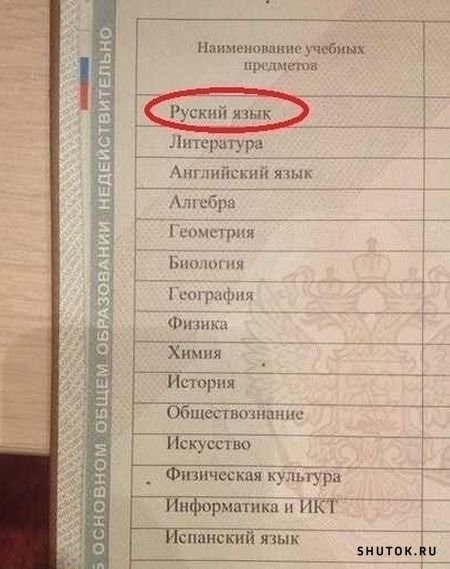 Наименование учебных
предметов
Руский язык
Литература
Английский язык
Алгебра
Геометрия
Биология
География
Физика
Химия
История
Обществознание
Искусство
Физическая культура
Информатика и ИКТ
Испанский язык
ОСНОВНОМ ОБЩЕМ ОБРАЗОВАНИИ НЕДЕЙСТВИТЕЛЬНО
SHUTOK.RU